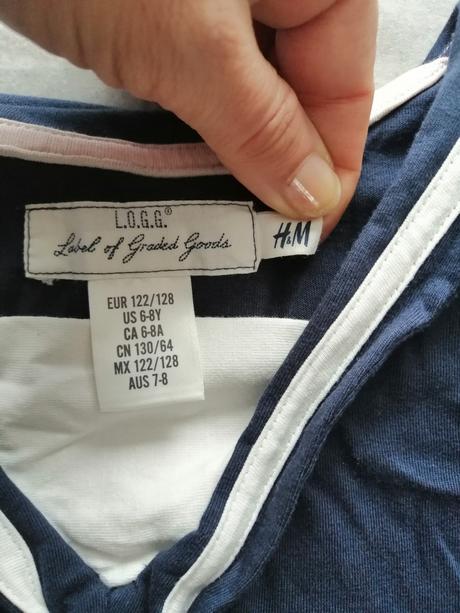 L.O.G.G.®
Label of Graded Goods.
H&M
EUR 122/128
US 6-8Y
CA 6-8A
CN 130/64
MX 122/128
AUS 7-8